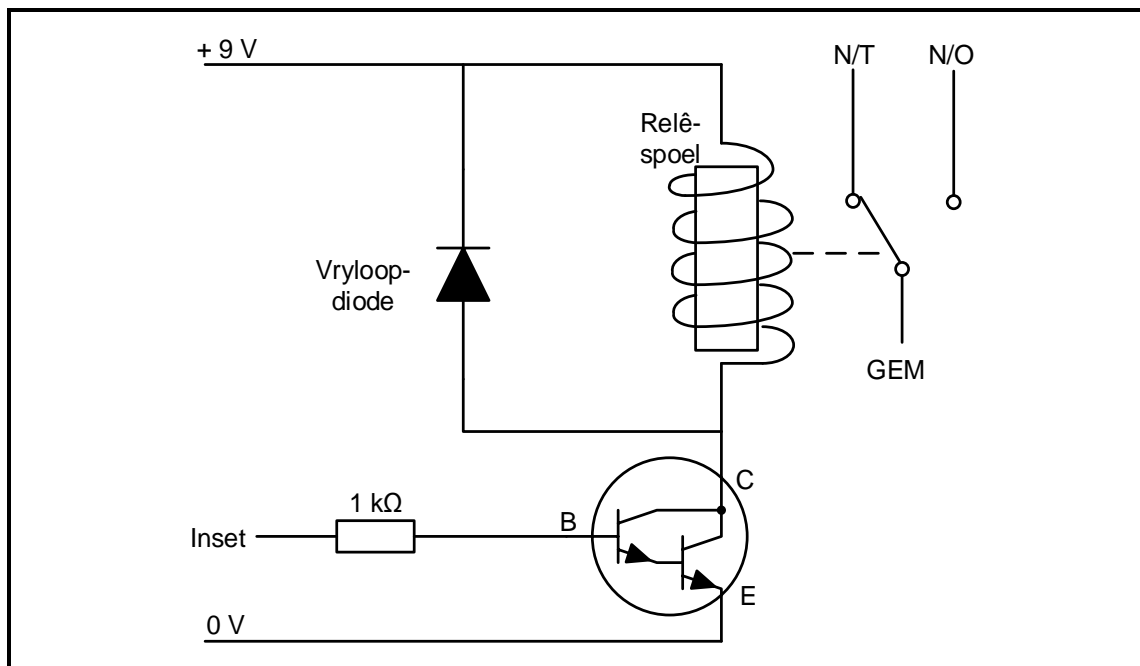 + 9 V
N/T
N/O
Relê-
spoel
Vryloop-
diode
GEM
C
1 kΩ
B
Inset
E
0 V